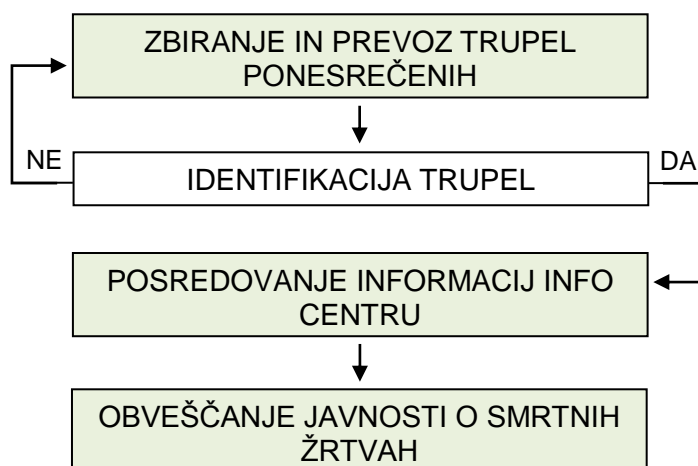 ZBIRANJE IN PREVOZ TRUPEL
PONESREČENIH
NE
IDENTIFIKACIJA TRUPEL
DA
POSREDOVANJE INFORMACIJ INFO
CENTRU
OBVEŠČANJE JAVNOSTI O SMRTNIH
ŽRTVAH